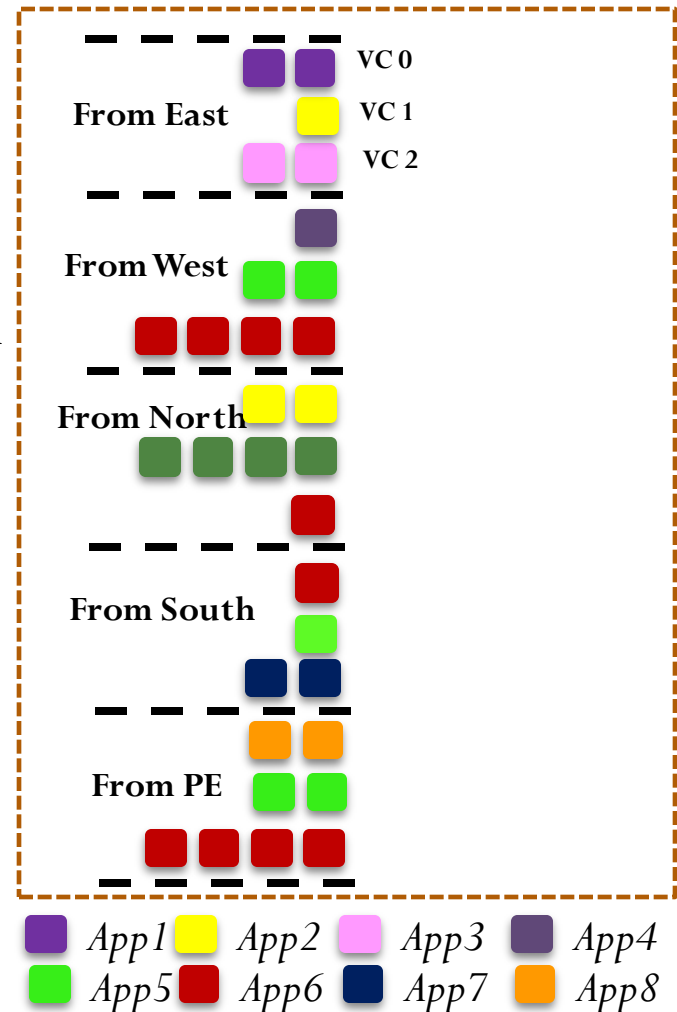 VC 0
From East
VC 1
VC 2
From West
From North
From South
From PE
App1 App2 App3 App4
App5 App6 App7 App8